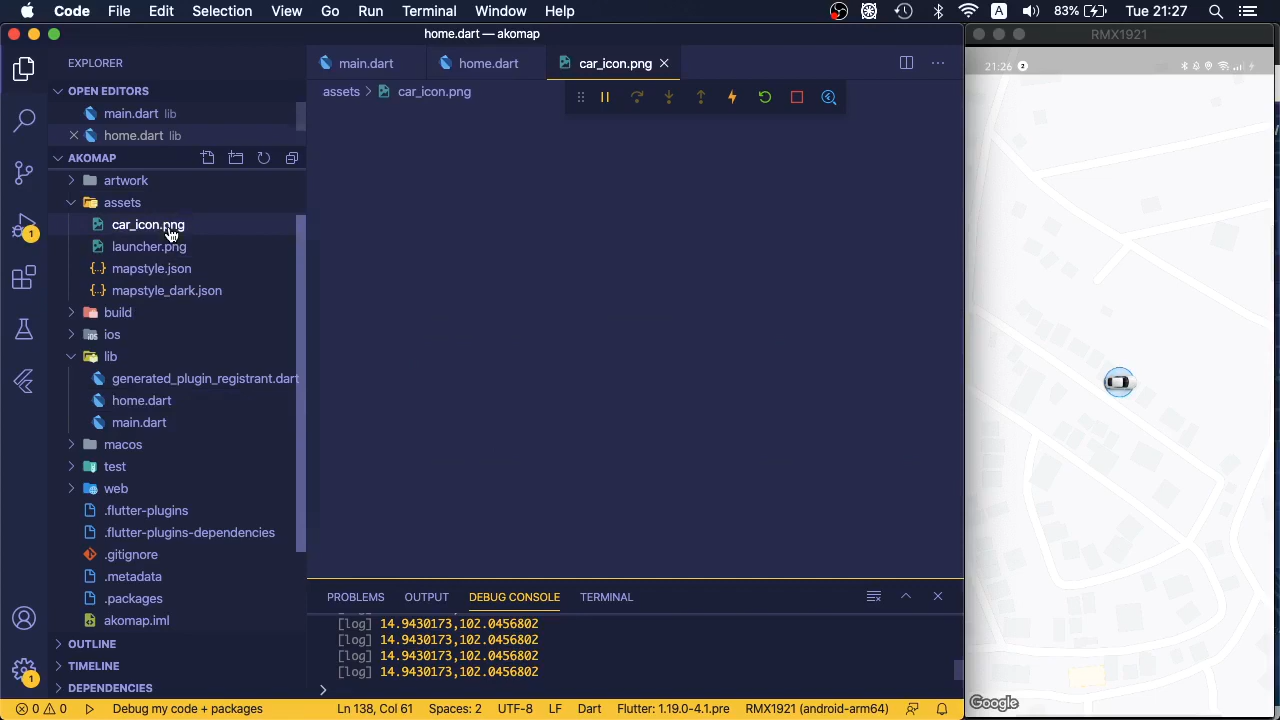 Code File Edit Selection View Go Run Terminal Window Help A 83% Tue 21:27
home.dart — akomap
RMX1921
EXPLORER
main.dart
home.dart
car_icon.png
21:26 2
OPEN EDITORS
assets > car_icon.png
main.dart lib
home.dart lib
AKOMAP
artwork
assets
car_icon.png
launcher.png
mapstyle.json
mapstyle_dark.json
build
ios
lib
generated_plugin_registrant.dart
home.dart
main.dart
macos
test
web
.flutter-plugins
.flutter-plugins-dependencies
.gitignore
.metadata
.packages
akomap.iml
OUTLINE
TIMELINE
DEPENDENCIES
1
1
PROBLEMS OUTPUT DEBUG CONSOLE TERMINAL
[log] 14.9430173,102.0456802
[log] 14.9430173,102.0456802
[log] 14.9430173,102.0456802
[log] 14.9430173,102.0456802
Google
0 0 Debug my code + packages Ln 138, Col 61 Spaces: 2 UTF-8 LF Dart Flutter: 1.19.0-4.1.pre RMX1921 (android-arm64)